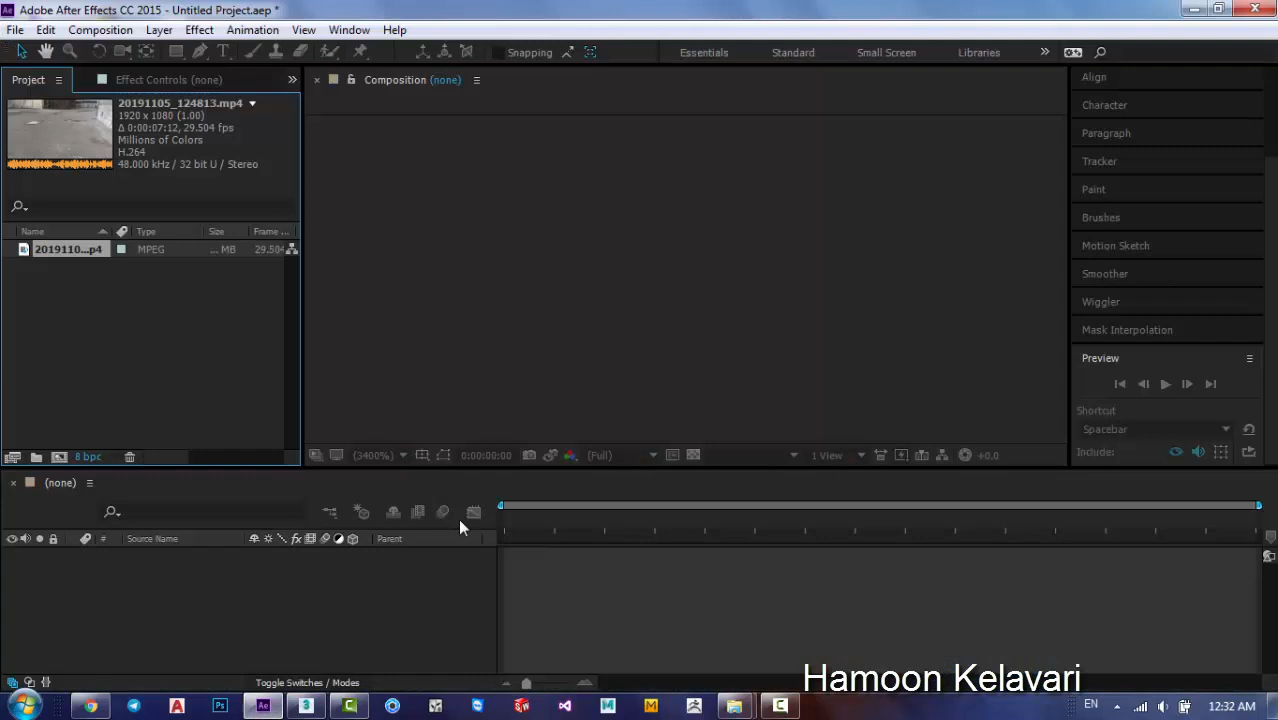 Adobe After Effects CC 2015 - Untitled Project.aep *
File Edit Composition Layer Effect Animation View Window Help
Snapping
Essentials Standard Small Screen Libraries
Project Effect Controls (none)
Composition (none)
20191105_124813.mp4
1920 x 1080 (1.00)
Δ 0:00:07:12, 29.504 fps
Millions of Colors
H.264
48.000 kHz / 32 bit U / Stereo
Name Type Size Frame ...
2019110...p4 MPEG ... MB 29.504
8 bpc
(3400%) 0:00:00:00 (Full) 1 View +0.0
Align
Character
Paragraph
Tracker
Paint
Brushes
Motion Sketch
Smoother
Wiggler
Mask Interpolation
Preview
Shortcut
Spacebar
Include:
(none)
# Source Name fx Parent
Toggle Switches / Modes
Hamoon Kelavari
EN 12:32 AM